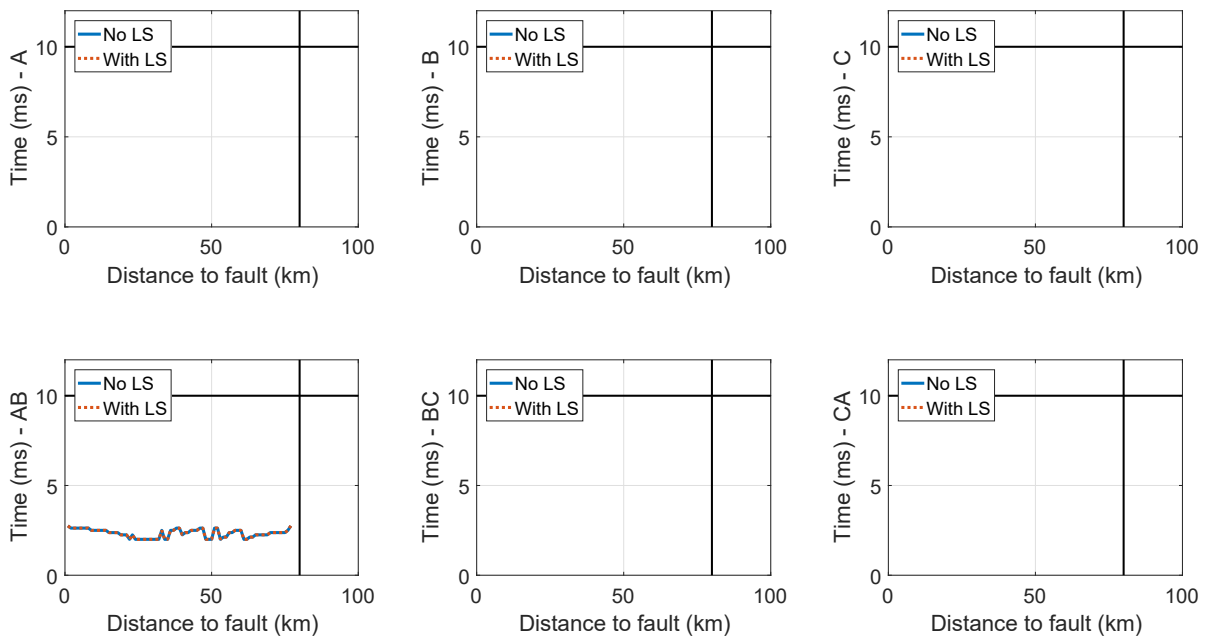 No LS
With LS
10
5
0
0 50 100
Time (ms) - A
Distance to fault (km)
No LS
With LS
10
5
0
0 50 100
Time (ms) - B
Distance to fault (km)
No LS
With LS
10
5
0
0 50 100
Time (ms) - C
Distance to fault (km)
No LS
With LS
10
5
0
0 50 100
Time (ms) - AB
Distance to fault (km)
No LS
With LS
10
5
0
0 50 100
Time (ms) - BC
Distance to fault (km)
No LS
With LS
10
5
0
0 50 100
Time (ms) - CA
Distance to fault (km)